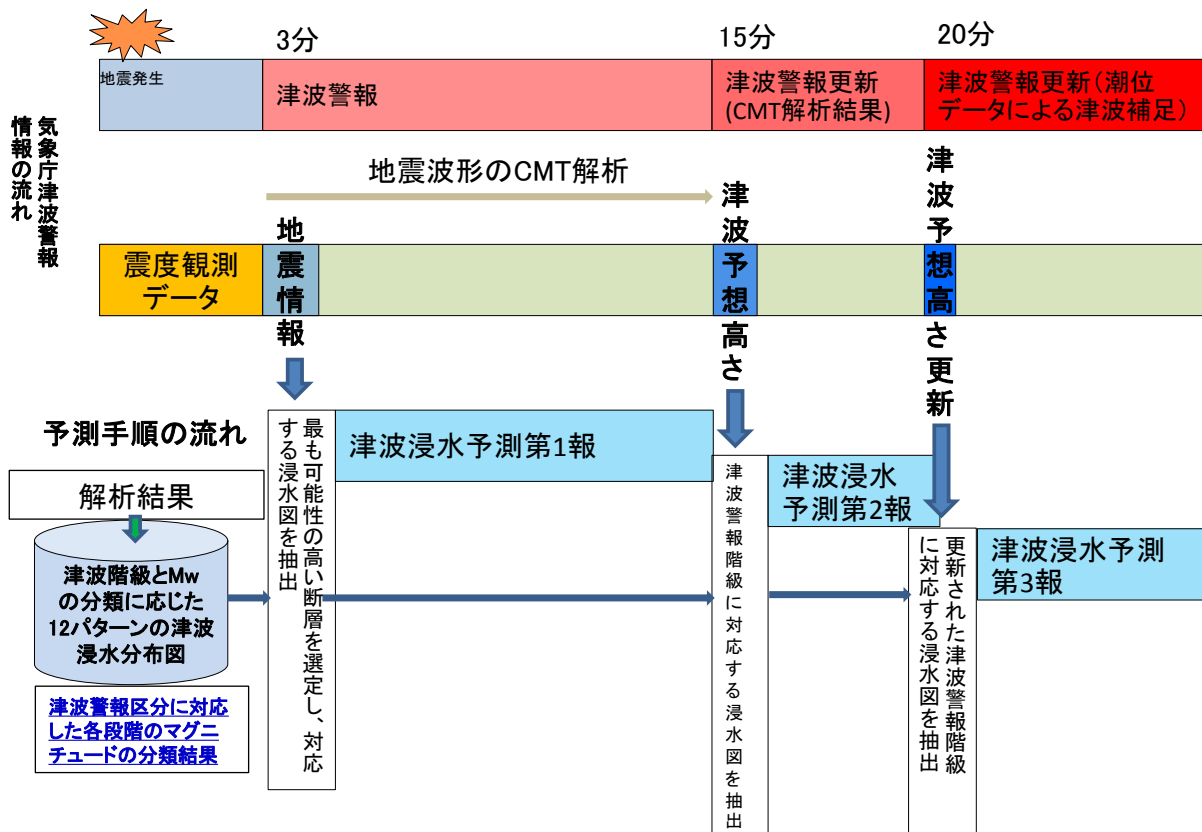 3分
15分
20分
地震発生
津波警報
津波警報更新
(CMT解析結果)
津波警報更新(潮位
データによる津波補足)
気象庁津波警報
情報の流れ
地震波形のCMT解析
震度観測
データ
地震情報
津波予想高さ
津波予想高さ更新
予測手順の流れ
解析結果
津波階級とMw
の分類に応じた
12パターンの津波
浸水分布図
津波警報区分に対応
した各段階のマグニ
チュードの分類結果
最も可能性の高い断層を選定し、対応
する浸水図を抽出
津波浸水予測第1報
津波警報階級に対応する浸水図を抽出
津波浸水
予測第2報
更新された津波警報階級
に対応する浸水図を抽出
津波浸水予測
第3報